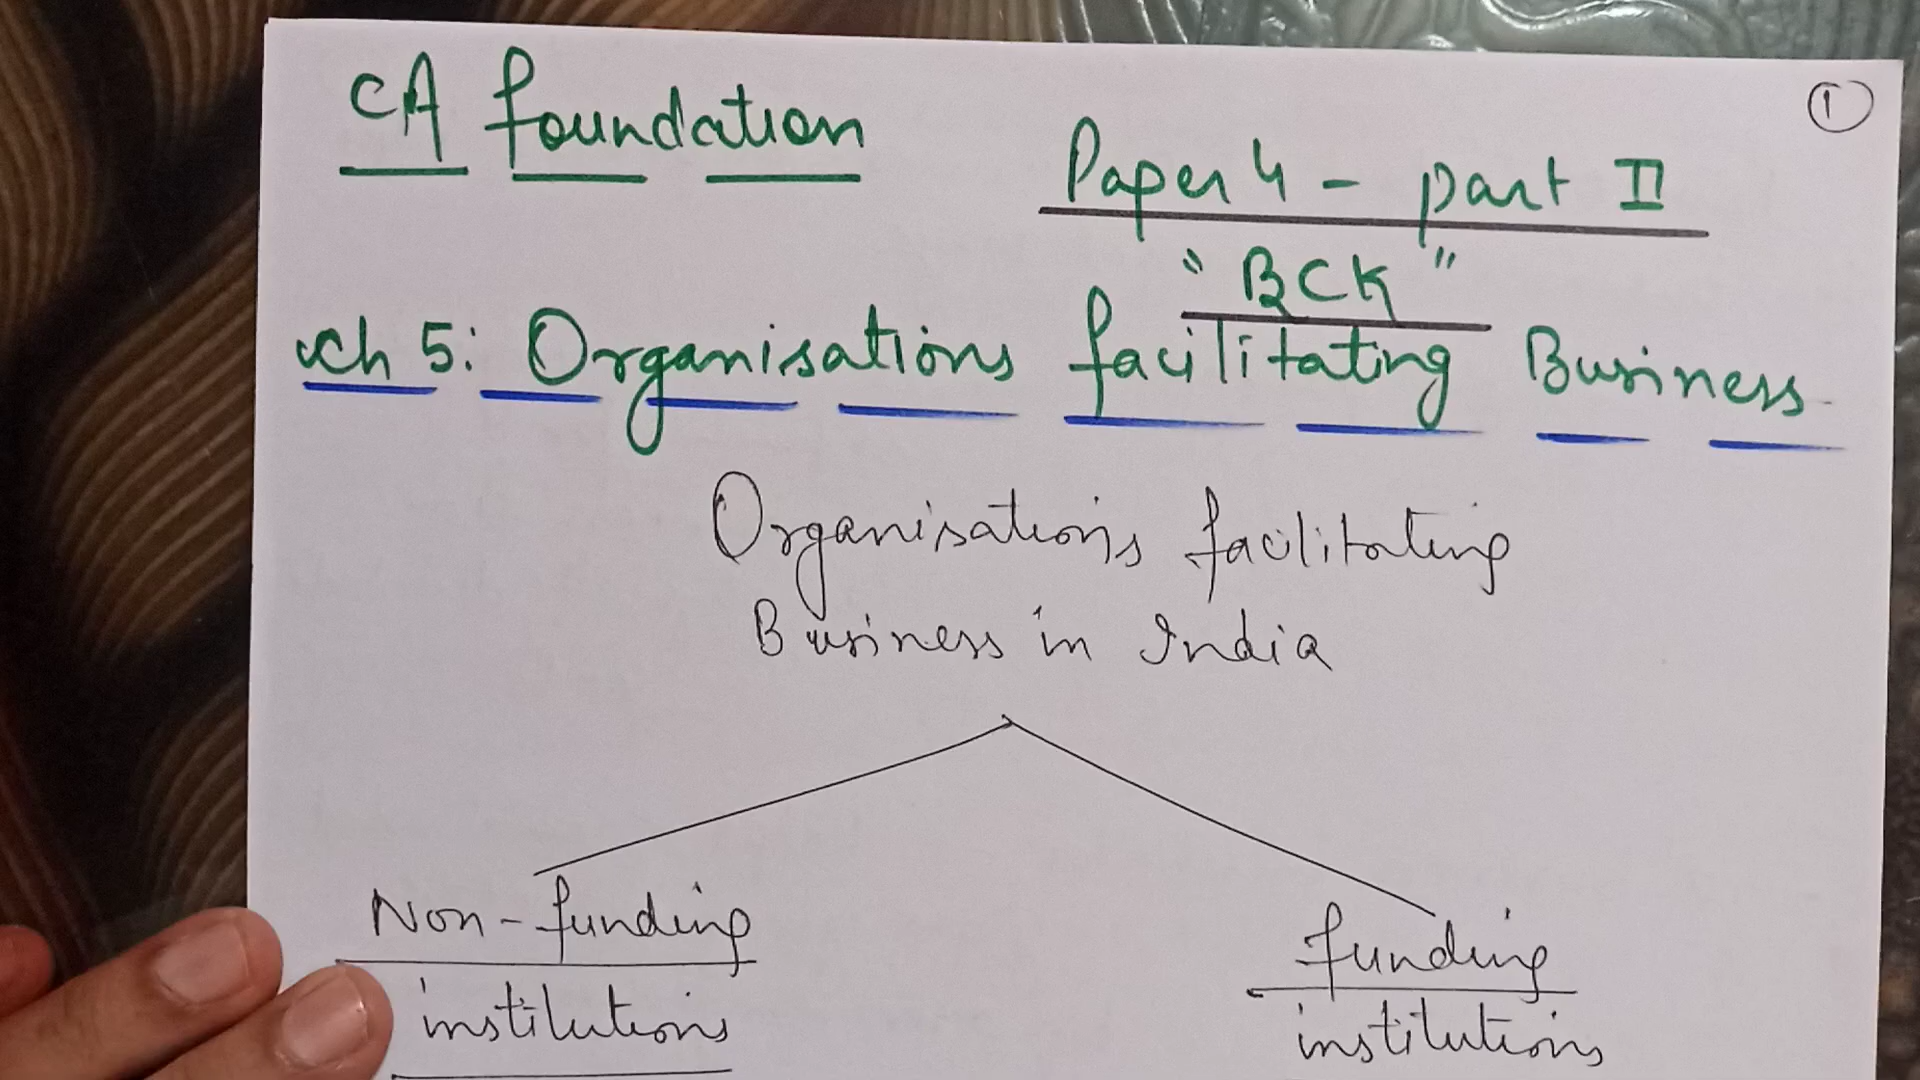 CA Foundation
1
Paper 4 - part II
"BCK"
Ch 5: Organisations facilitating Business
Organisations facilitating
Business in India
Non-funding
institutions
funding
institutions